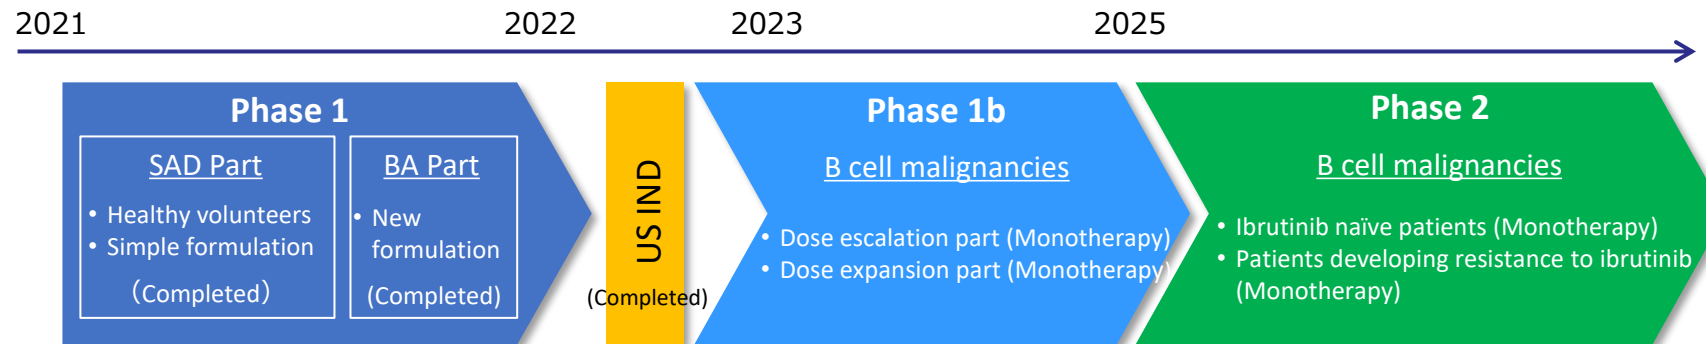 2021
2022
2023
2025
Phase 1
SAD Part
• Healthy volunteers
• Simple formulation
（Completed）
BA Part
• New
formulation
(Completed)
US IND
(Completed)
Phase 1b
B cell malignancies
• Dose escalation part (Monotherapy)
• Dose expansion part (Monotherapy)
Phase 2
B cell malignancies
• Ibrutinib naïve patients (Monotherapy)
• Patients developing resistance to ibrutinib
(Monotherapy)